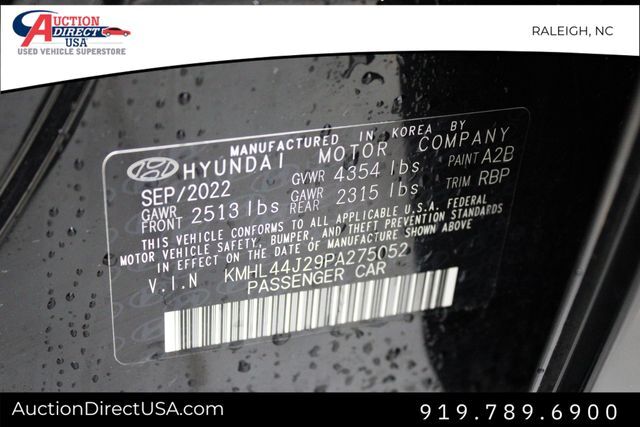 AUCTION
DIRECT
USA
USED VEHICLE SUPERSTORE
RALEIGH, NC
MANUFACTURED IN KOREA BY
HYUNDAI MOTOR COMPANY
SEP/2022 GVWR 4354 lbs PAINT A2B
GAWR FRONT 2513 lbs GAWR REAR 2315 lbs TRIM RBP
THIS VEHICLE CONFORMS TO ALL APPLICABLE U.S.A. FEDERAL
MOTOR VEHICLE SAFETY, BUMPER, AND THEFT PREVENTION STANDARDS
IN EFFECT ON THE DATE OF MANUFACTURE SHOWN ABOVE
V.I.N KMHL44J29PA275052
PASSENGER CAR
AuctionDirectUSA.com
919.789.6900